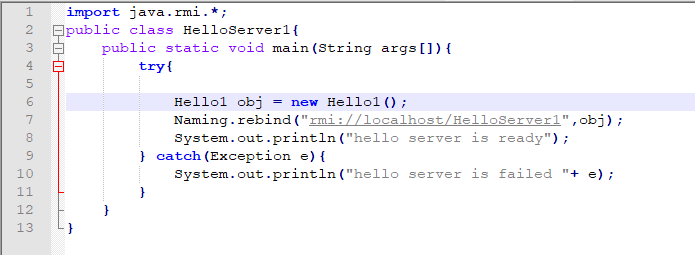 1 import java.rmi.*;
2 public class HelloServer1{
3 public static void main(String args[]){
4 try{
5
6 Hello1 obj = new Hello1();
7 Naming.rebind("rmi://localhost/HelloServer1",obj);
8 System.out.println("hello server is ready");
9 } catch(Exception e){
10 System.out.println("hello server is failed "+ e);
11 }
12 }
13 }